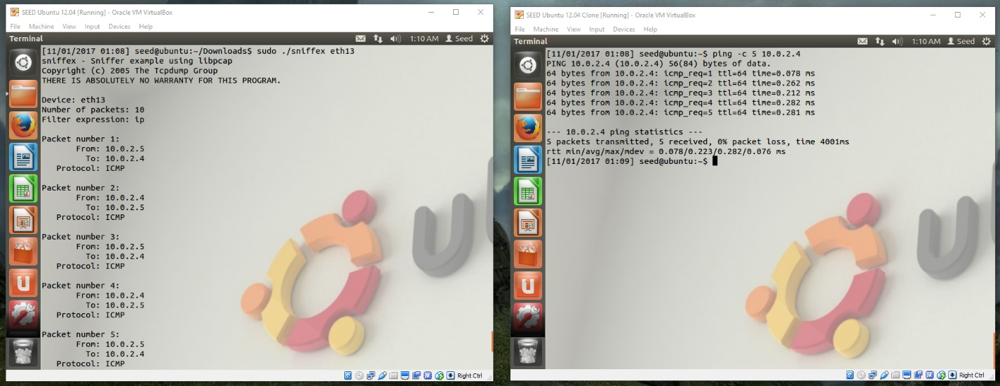 SEED Ubuntu 12.04 [Running] - Oracle VM VirtualBox
File Machine View Input Devices Help
Terminal 1:10 AM Seed
[11/01/2017 01:08] seed@ubuntu:~/Downloads$ sudo ./sniffex eth13
sniffex - Sniffer example using libpcap
Copyright (c) 2005 The Tcpdump Group
THERE IS ABSOLUTELY NO WARRANTY FOR THIS PROGRAM.
Device: eth13
Number of packets: 10
Filter expression: ip
Packet number 1:
From: 10.0.2.5
To: 10.0.2.4
Protocol: ICMP
Packet number 2:
From: 10.0.2.4
To: 10.0.2.5
Protocol: ICMP
Packet number 3:
From: 10.0.2.5
To: 10.0.2.4
Protocol: ICMP
Packet number 4:
From: 10.0.2.4
To: 10.0.2.5
Protocol: ICMP
Packet number 5:
From: 10.0.2.5
To: 10.0.2.4
Protocol: ICMP
Right Ctrl
SEED Ubuntu 12.04 Clone [Running] - Oracle VM VirtualBox
File Machine View Input Devices Help
Terminal 1:10 AM Seed
[11/01/2017 01:08] seed@ubuntu:~$ ping -c 5 10.0.2.4
PING 10.0.2.4 (10.0.2.4) 56(84) bytes of data.
64 bytes from 10.0.2.4: icmp_req=1 ttl=64 time=0.078 ms
64 bytes from 10.0.2.4: icmp_req=2 ttl=64 time=0.262 ms
64 bytes from 10.0.2.4: icmp_req=3 ttl=64 time=0.212 ms
64 bytes from 10.0.2.4: icmp_req=4 ttl=64 time=0.282 ms
64 bytes from 10.0.2.4: icmp_req=5 ttl=64 time=0.281 ms
--- 10.0.2.4 ping statistics ---
5 packets transmitted, 5 received, 0% packet loss, time 4001ms
rtt min/avg/max/mdev = 0.078/0.223/0.282/0.076 ms
[11/01/2017 01:09] seed@ubuntu:~$
Right Ctrl